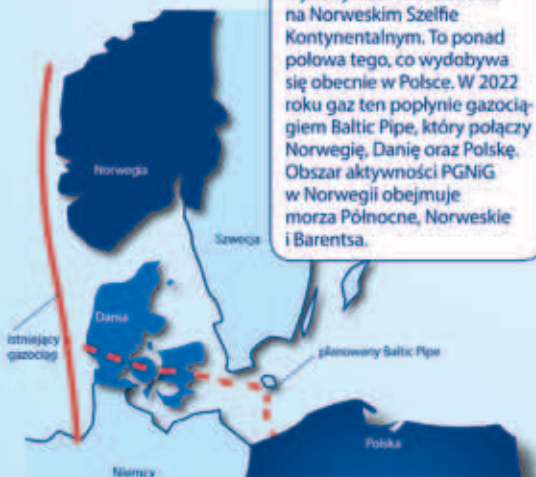 na Norweskim Szelfie
Kontynentalnym. To ponad
połowa tego, co wydobywa
się obecnie w Polsce. W 2022
roku gaz ten popłynie gazocią-
giem Baltic Pipe, który połączy
Norwegię, Danię oraz Polskę.
Obszar aktywności PGNiG
w Norwegii obejmuje
morza Północne, Norweskie
i Barentsa.
Norwegia
Szwecja
Dania
istniejący
gazociąg
planowany Baltic Pipe
Polska
Niemcy